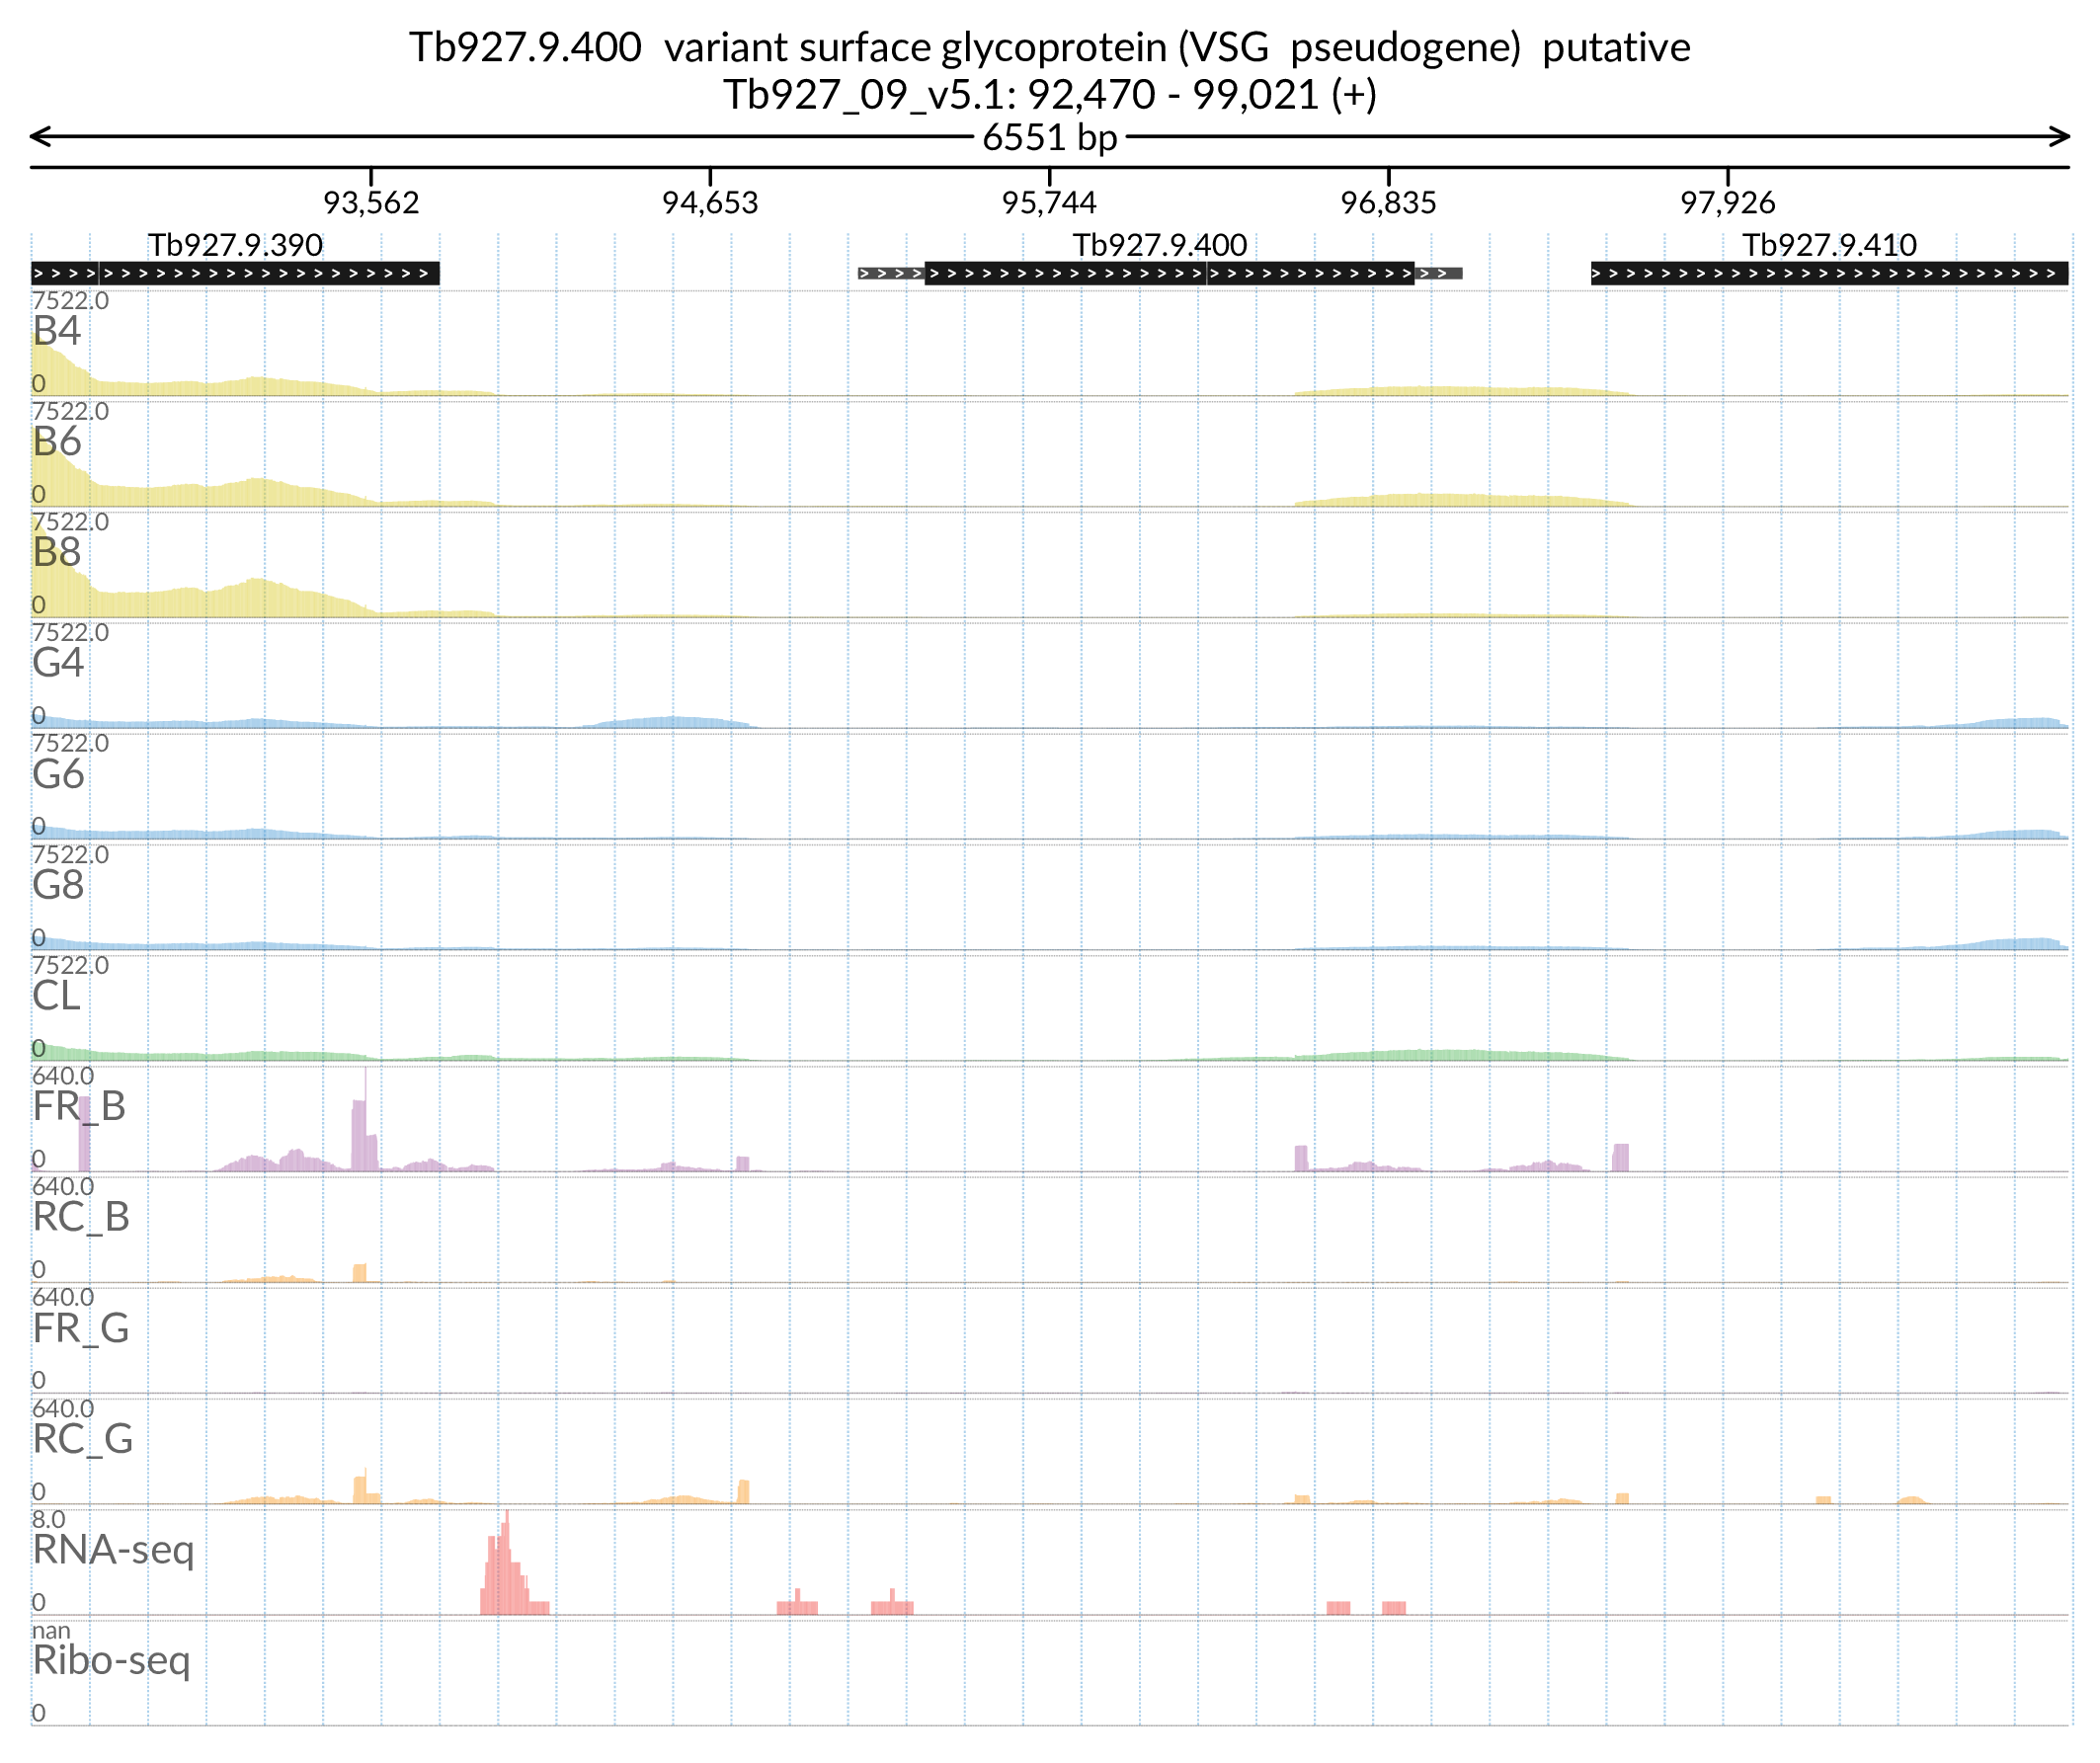 Tb927.9.400 variant surface glycoprotein (VSG pseudogene) putative
Tb927_09_v5.1: 92,470 - 99,021 (+)
6551 bp
93,562 94,653 95,744 96,835 97,926
Tb927.9.390 Tb927.9.400 Tb927.9.410
7522.0
B4
0
7522.0
B6
0
7522.0
B8
0
7522.0
G4
0
7522.0
G6
0
7522.0
G8
0
7522.0
CL
0
640.0
FR_B
0
640.0
RC_B
0
640.0
FR_G
0
640.0
RC_G
0
8.0
RNA-seq
0
nan
Ribo-seq
0